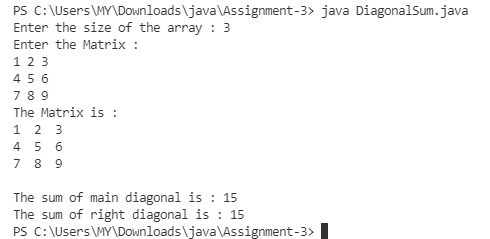 PS C:\Users\MY\Downloads\java\Assignment-3> java DiagonalSum.java
Enter the size of the array : 3
Enter the Matrix :
1 2 3
4 5 6
7 8 9
The Matrix is :
1  2  3
4  5  6
7  8  9

The sum of main diagonal is : 15
The sum of right diagonal is : 15
PS C:\Users\MY\Downloads\java\Assignment-3>